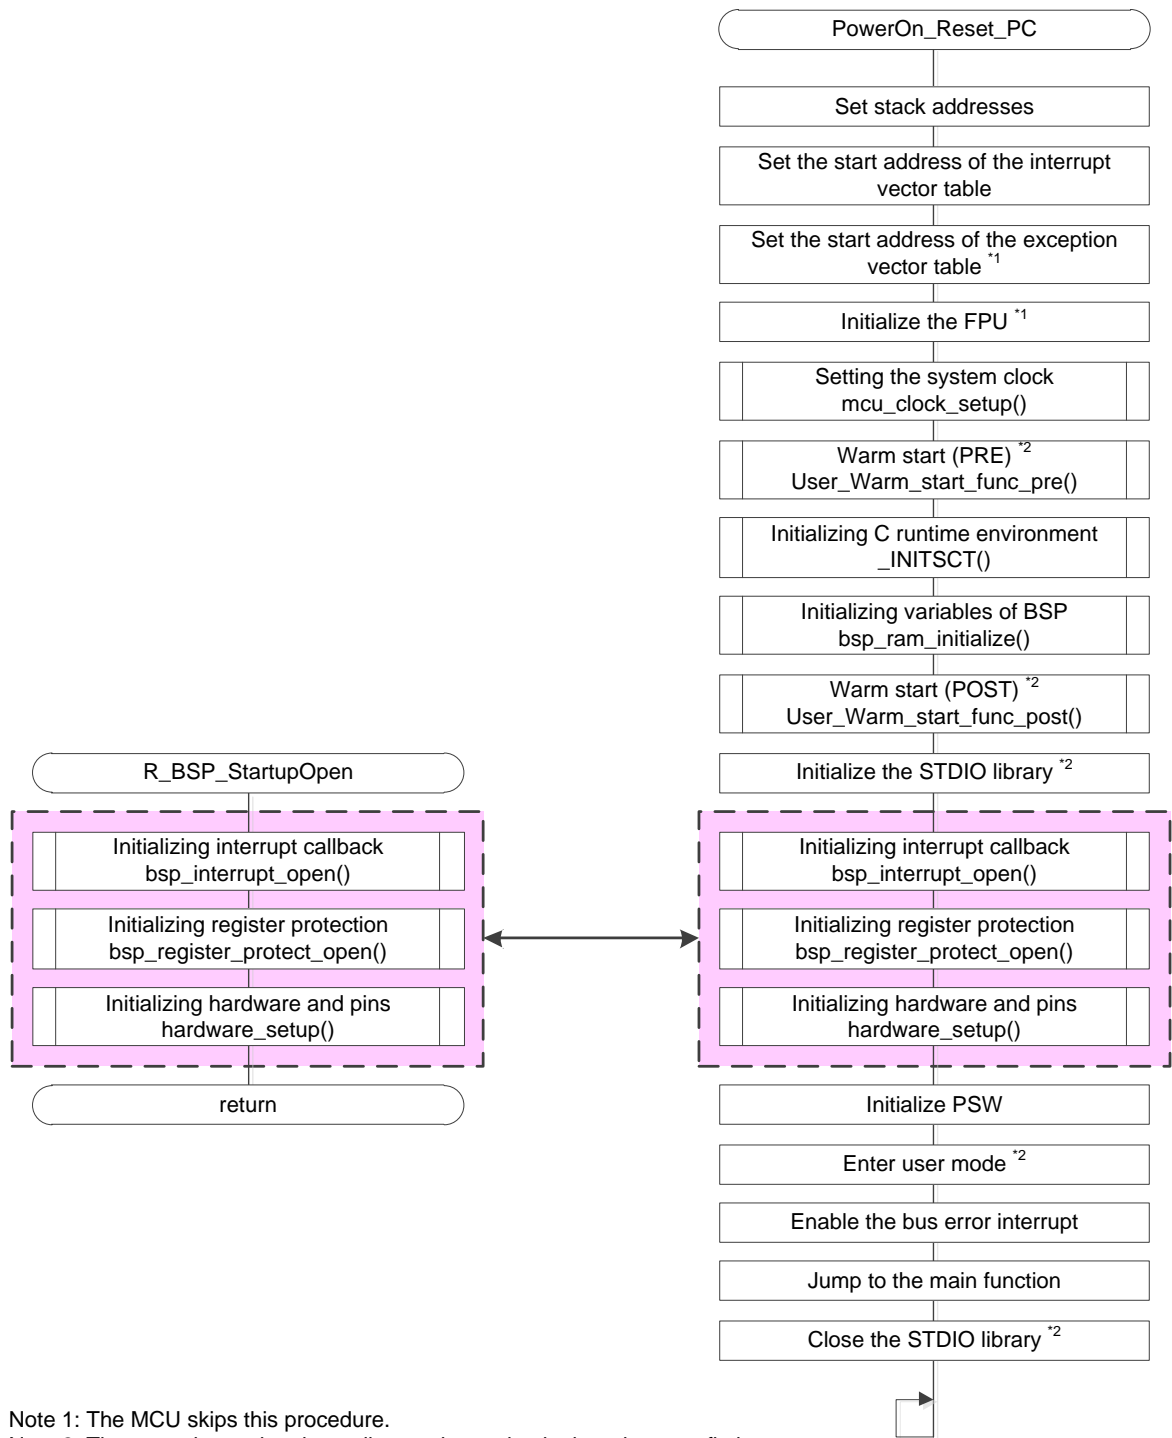 PowerOn_Reset_PC
Set stack addresses
Set the start address of the interrupt
vector table
Set the start address of the exception
vector table *1
Initialize the FPU *1
Setting the system clock
mcu_clock_setup()
Warm start (PRE) *2
User_Warm_start_func_pre()
Initializing C runtime environment
_INITSCT()
Initializing variables of BSP
bsp_ram_initialize()
Warm start (POST) *2
User_Warm_start_func_post()
Initialize the STDIO library *2
R_BSP_StartupOpen
Initializing interrupt callback
bsp_interrupt_open()
Initializing register protection
bsp_register_protect_open()
Initializing hardware and pins
hardware_setup()
return
Initializing interrupt callback
bsp_interrupt_open()
Initializing register protection
bsp_register_protect_open()
Initializing hardware and pins
hardware_setup()
Initialize PSW
Enter user mode *2
Enable the bus error interrupt
Jump to the main function
Close the STDIO library *2
Note 1: The MCU skips this procedure.